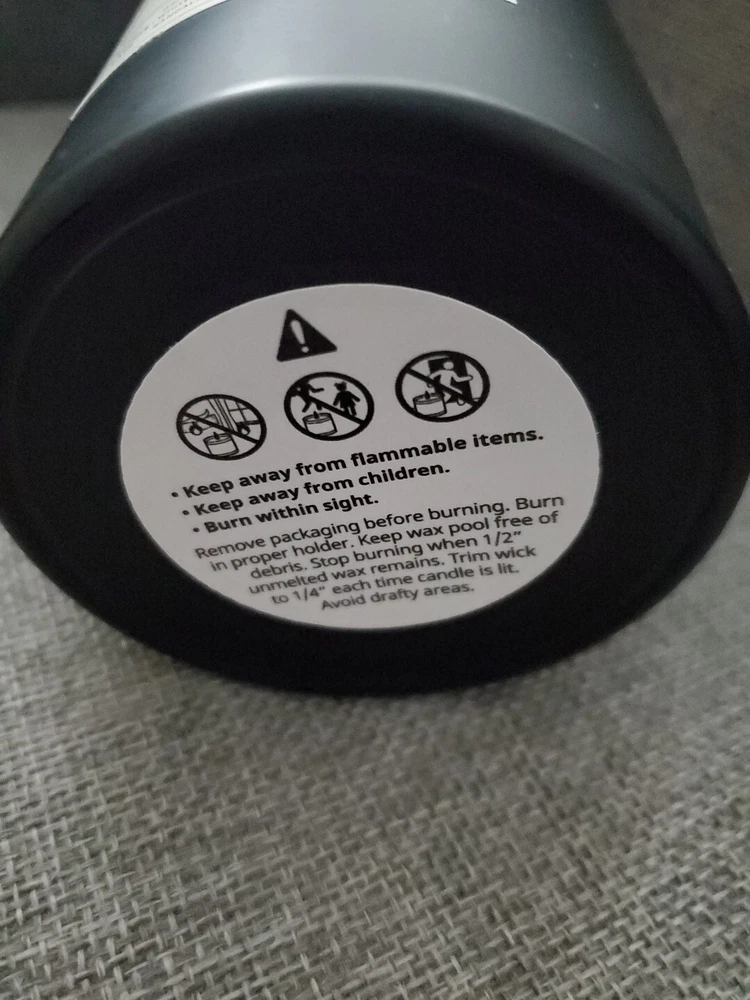 • Keep away from flammable items.
• Keep away from children.
• Burn within sight.
Remove packaging before burning. Burn
in proper holder. Keep wax pool free of
debris. Stop burning when 1/2"
unmelted wax remains. Trim wick
to 1/4" each time candle is lit.
Avoid drafty areas.